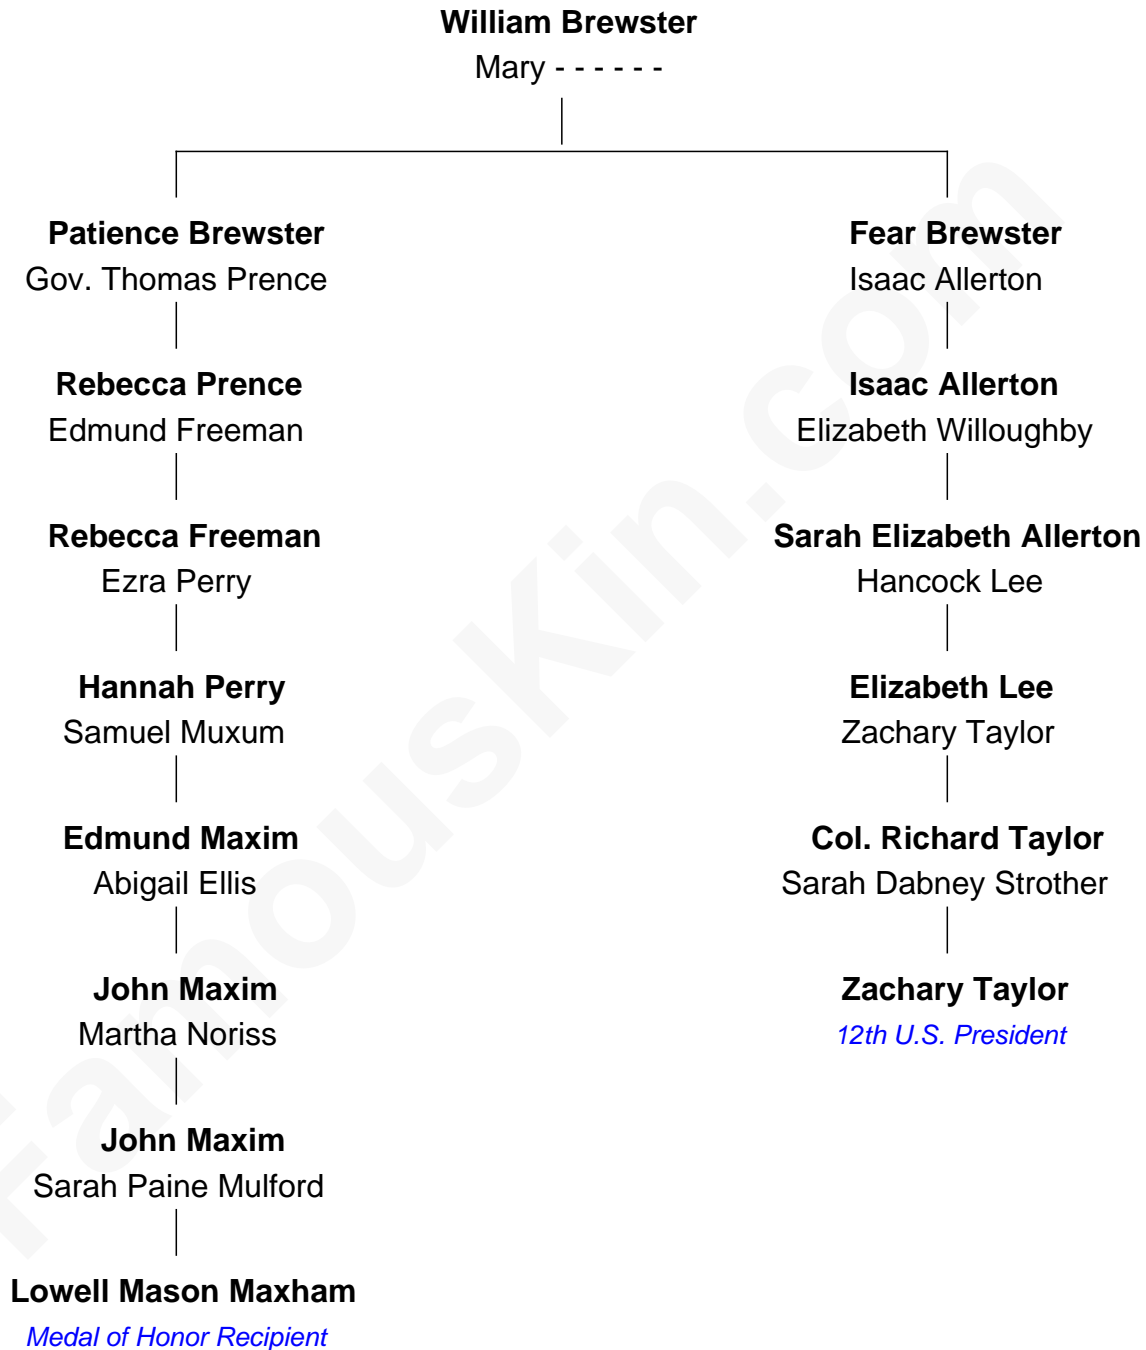 William Brewster
Mary - - - - - -
Patience Brewster
Gov. Thomas Prence
Fear Brewster
Isaac Allerton
Rebecca Prence
Edmund Freeman
Isaac Allerton
Elizabeth Willoughby
Rebecca Freeman
Ezra Perry
Sarah Elizabeth Allerton
Hancock Lee
Hannah Perry
Samuel Muxum
Elizabeth Lee
Zachary Taylor
Edmund Maxim
Abigail Ellis
Col. Richard Taylor
Sarah Dabney Strother
John Maxim
Martha Noriss
Zachary Taylor
12th U.S. President
John Maxim
Sarah Paine Mulford
Lowell Mason Maxham
Medal of Honor Recipient
FamousKin.com